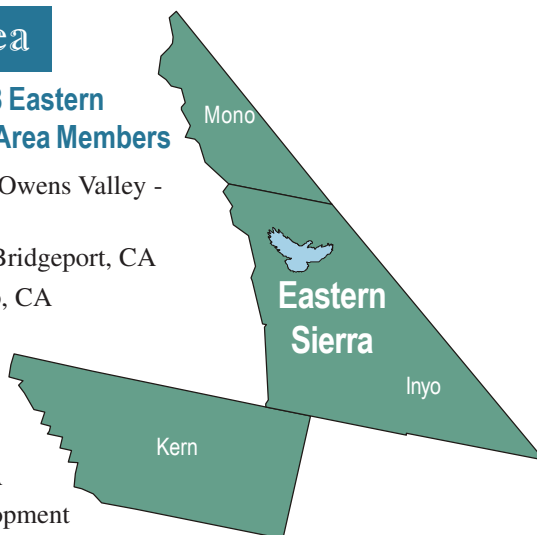 ea
Eastern
Area Members
Owens Valley -
Bridgeport, CA
, CA
opment
Mono
Eastern
Sierra
Inyo
Kern